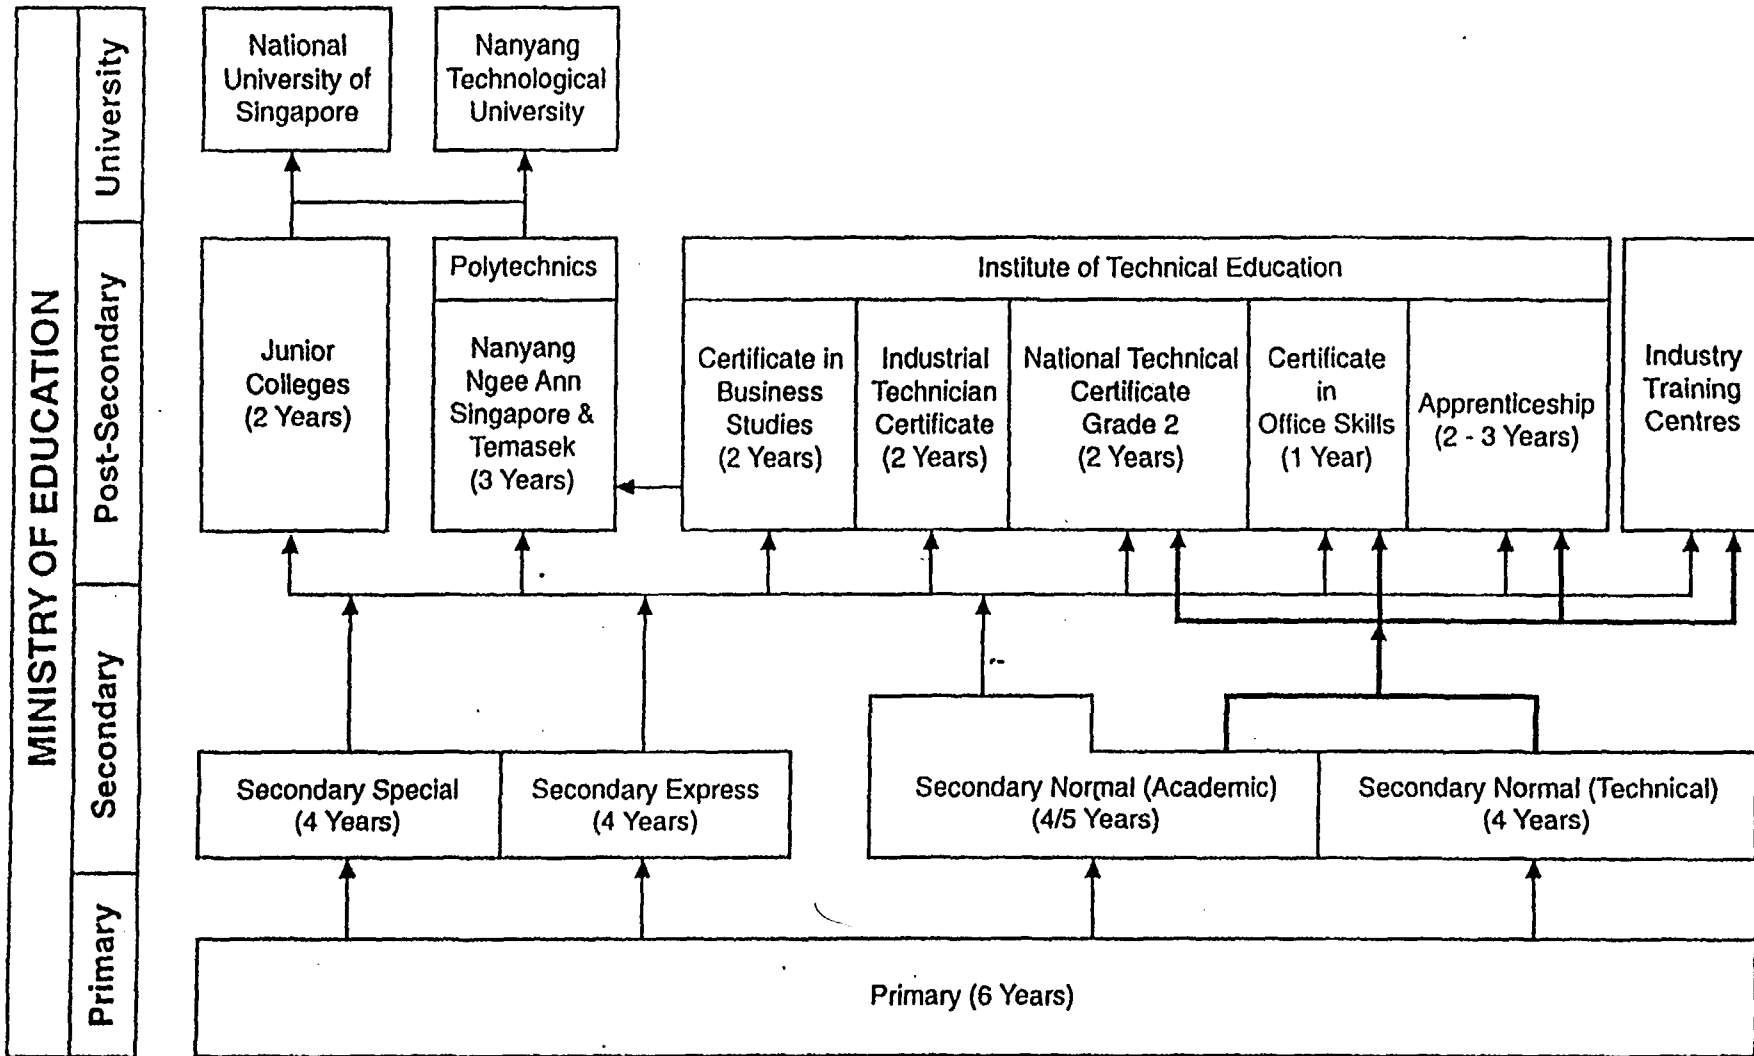 MINISTRY OF EDUCATION
University
Post-Secondary
Secondary
Primary
National
University of
Singapore
Nanyang
Technological
University
Junior
Colleges
(2 Years)
Polytechnics
Nanyang
Ngee Ann
Singapore &
Temasek
(3 Years)
Institute of Technical Education
Certificate in
Business
Studies
(2 Years)
Industrial
Technician
Certificate
(2 Years)
National Technical
Certificate
Grade 2
(2 Years)
Certificate
in
Office Skills
(1 Year)
Apprenticeship
(2 - 3 Years)
Industry
Training
Centres
Secondary Special
(4 Years)
Secondary Express
(4 Years)
Secondary Normal (Academic)
(4/5 Years)
Secondary Normal (Technical)
(4 Years)
Primary (6 Years)